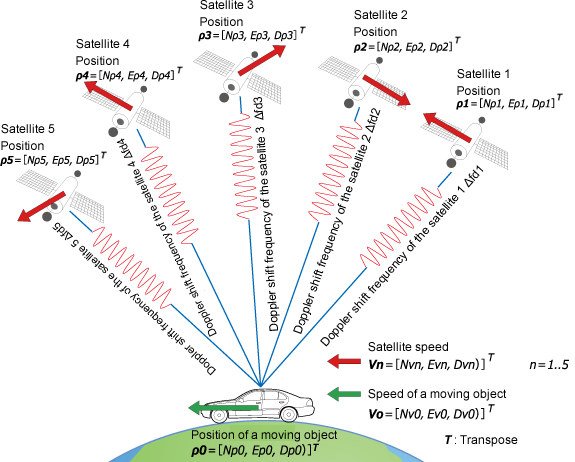 Satellite 3
Position
ρ3=[Np3, Ep3, Dp3]T
Satellite 2
Position
ρ2=[Np2, Ep2, Dp2]T
Satellite 4
Position
ρ4=[Np4, Ep4, Dp4]T
Satellite 1
Position
ρ1=[Np1, Ep1, Dp1]T
Satellite 5
Position
ρ5=[Np5, Ep5, Dp5]T
Doppler shift frequency of the satellite 5 Δfd5
Doppler shift frequency of the satellite 4 Δfd4
Doppler shift frequency of the satellite 3 Δfd3
Doppler shift frequency of the satellite 2 Δfd2
Doppler shift frequency of the satellite 1 Δfd1
Satellite speed
Vn=[Nvn, Evn, Dvn)]T
n=1..5
Speed of a moving object
Vo=[Nv0, Ev0, Dv0)]T
T : Transpose
Position of a moving object
ρ0=[Np0, Ep0, Dp0)]T